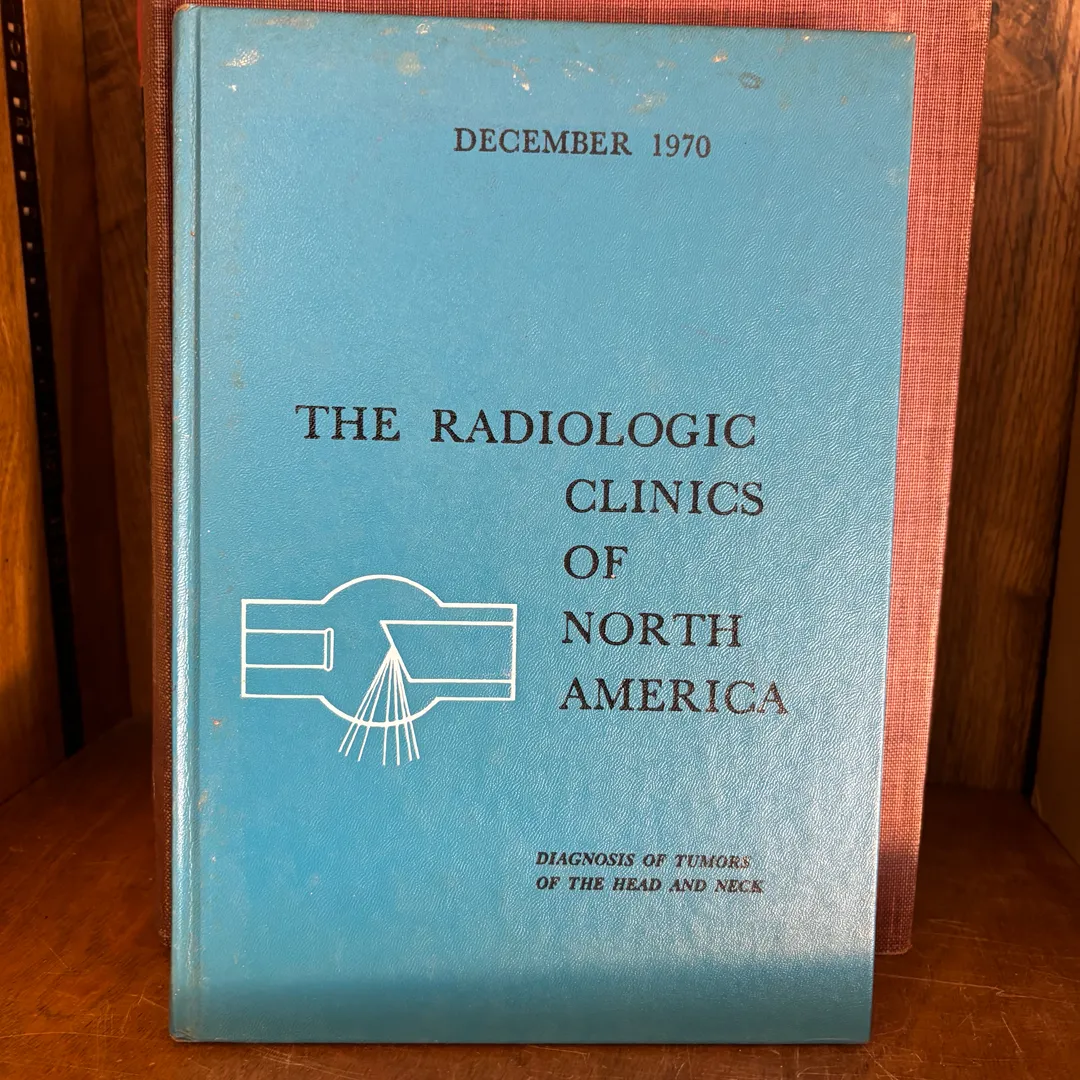 DECEMBER 1970
THE RADIOLOGIC
CLINICS
OF
NORTH
AMERICA
DIAGNOSIS OF TUMORS
OF THE HEAD AND NECK